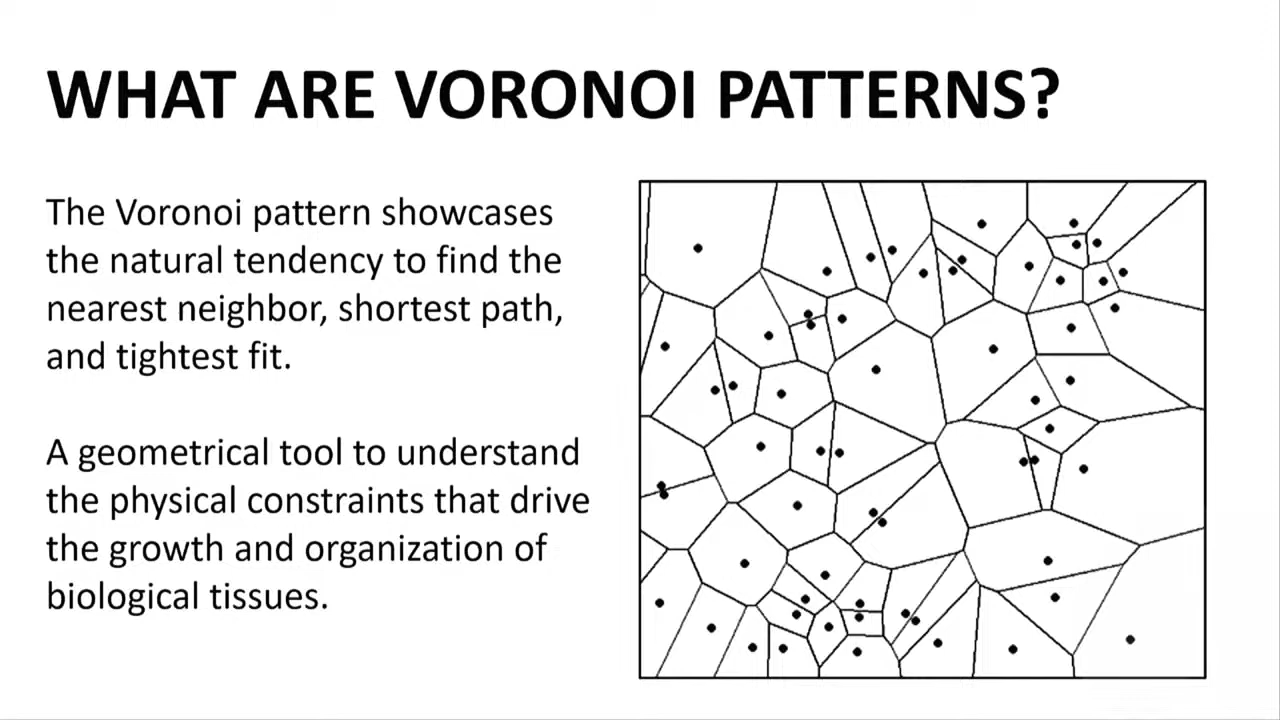 WHAT ARE VORONOI PATTERNS?
The Voronoi pattern showcases
the natural tendency to find the
nearest neighbor, shortest path,
and tightest fit.
A geometrical tool to understand
the physical constraints that drive
the growth and organization of
biological tissues.